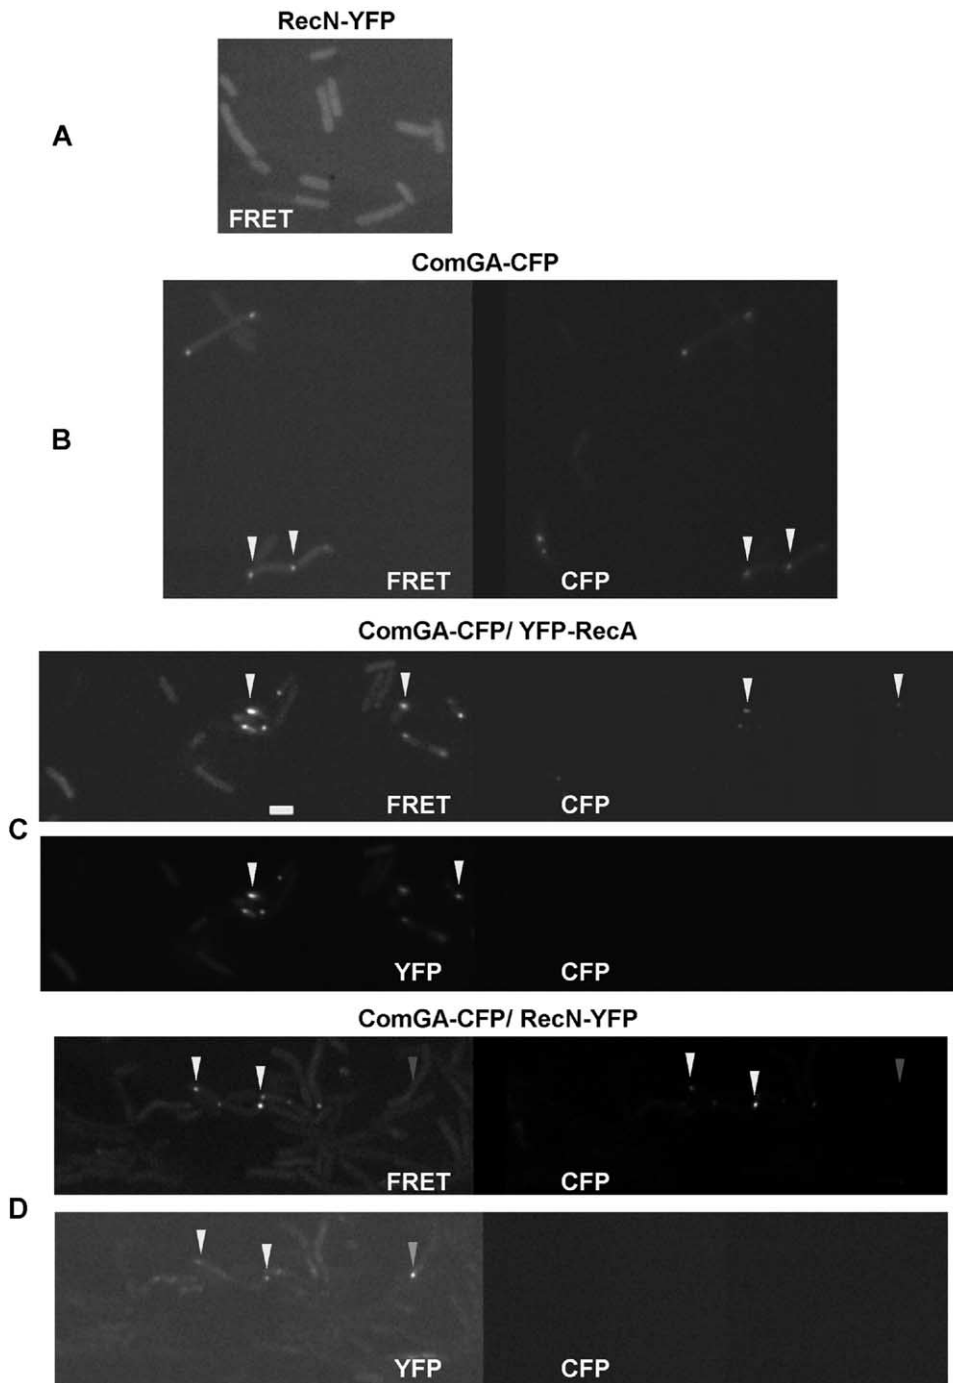 RecN-YFP
A
FRET
ComGA-CFP
B
FRET CFP
ComGA-CFP/ YFP-RecA
FRET CFP
C
YFP CFP
ComGA-CFP/ RecN-YFP
FRET CFP
D
YFP CFP